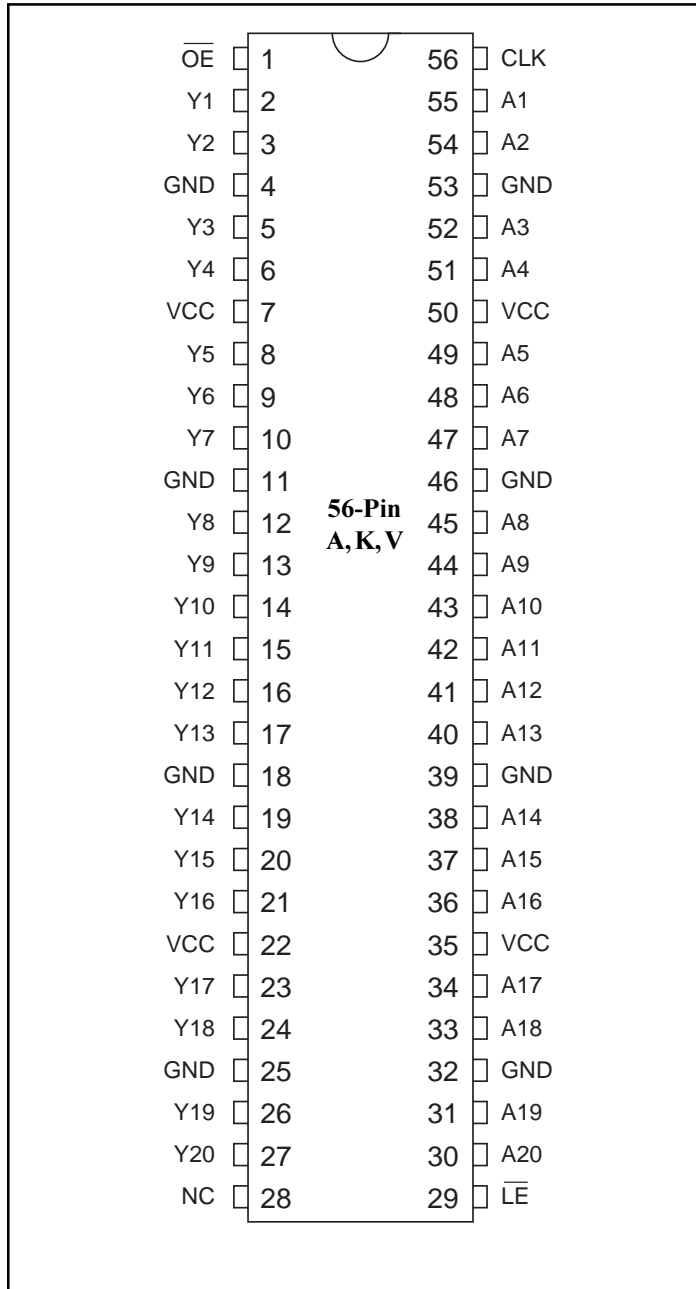 O̅E̅ 1 56 CLK
Y1 2 55 A1
Y2 3 54 A2
GND 4 53 GND
Y3 5 52 A3
Y4 6 51 A4
VCC 7 50 VCC
Y5 8 49 A5
Y6 9 48 A6
Y7 10 47 A7
GND 11 46 GND
56-Pin
Y8 12 45 A8
A, K, V
Y9 13 44 A9
Y10 14 43 A10
Y11 15 42 A11
Y12 16 41 A12
Y13 17 40 A13
GND 18 39 GND
Y14 19 38 A14
Y15 20 37 A15
Y16 21 36 A16
VCC 22 35 VCC
Y17 23 34 A17
Y18 24 33 A18
GND 25 32 GND
Y19 26 31 A19
Y20 27 30 A20
NC 28 29 L̅E̅